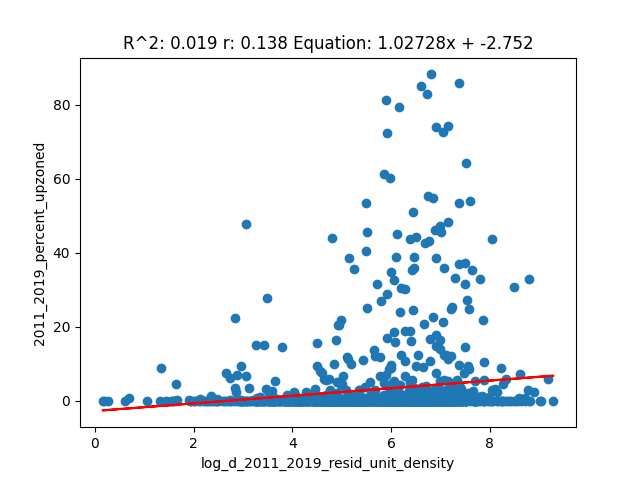 R^2: 0.019 r: 0.138 Equation: 1.02728x + -2.752
2011_2019_percent_upzoned
80
60
40
20
0
0 2 4 6 8
log_d_2011_2019_resid_unit_density